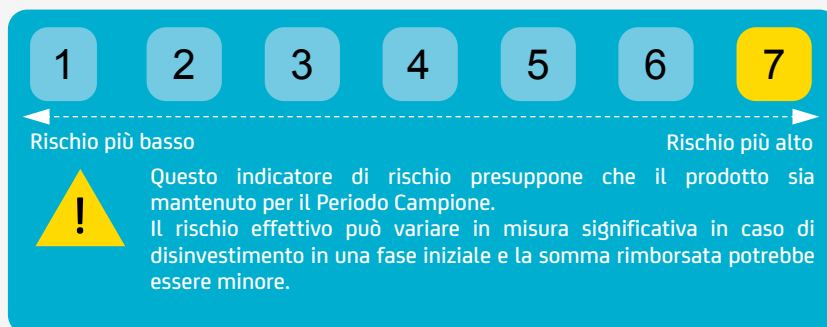 1 2 3 4 5 6 7
Rischio più basso Rischio più alto
!
Questo indicatore di rischio presuppone che il prodotto sia
mantenuto per il Periodo Campione.
Il rischio effettivo può variare in misura significativa in caso di
disinvestimento in una fase iniziale e la somma rimborsata potrebbe
essere minore.